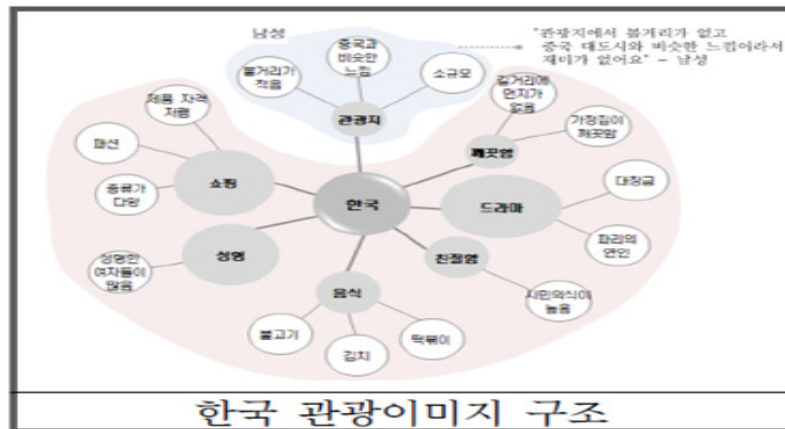 남성
"관광지에서 볼거리가 없고
중국 대도시와 비슷한 느낌이라서
재미가 없어요" - 남성
중국과
비슷한
느낌
볼거리가
적음
소규모
관광지
길거리에
먼지가
없음
가정집이
깨끗함
깨끗함
제품 가격
저렴
패션
종류가
다양
쇼핑
한국
드라마
대장금
파리의
연인
성형
성형한
여자들이
많음
친절함
시민의식이
높음
음식
불고기
김치
떡볶이
한국 관광이미지 구조